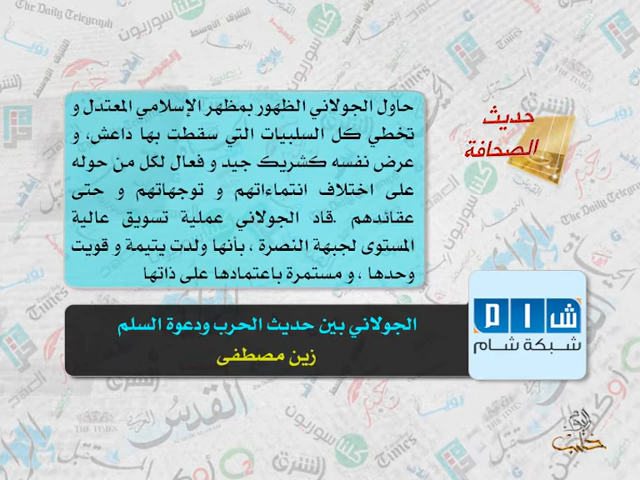 حديث
الصحافة
حاول الجولاني الظهور بمظهر الإسلامي المعتدل و
تخطي كل السلبيات التي سقطت بها داعش، و
عرض نفسه كشريك جيد و فعال لكل من حوله
على اختلاف انتماءاتهم و توجهاتهم و حتى
عقائدهم .قاد الجولاني عملية تسويق عالية
المستوى لجبهة النصرة ، بأنها ولدت يتيمة و قويت
وحدها ، و مستمرة باعتمادها على ذاتها
شام
شبكة شام
الجولاني بين حديث الحرب ودعوة السلم
زين مصطفى
حلب اليوم